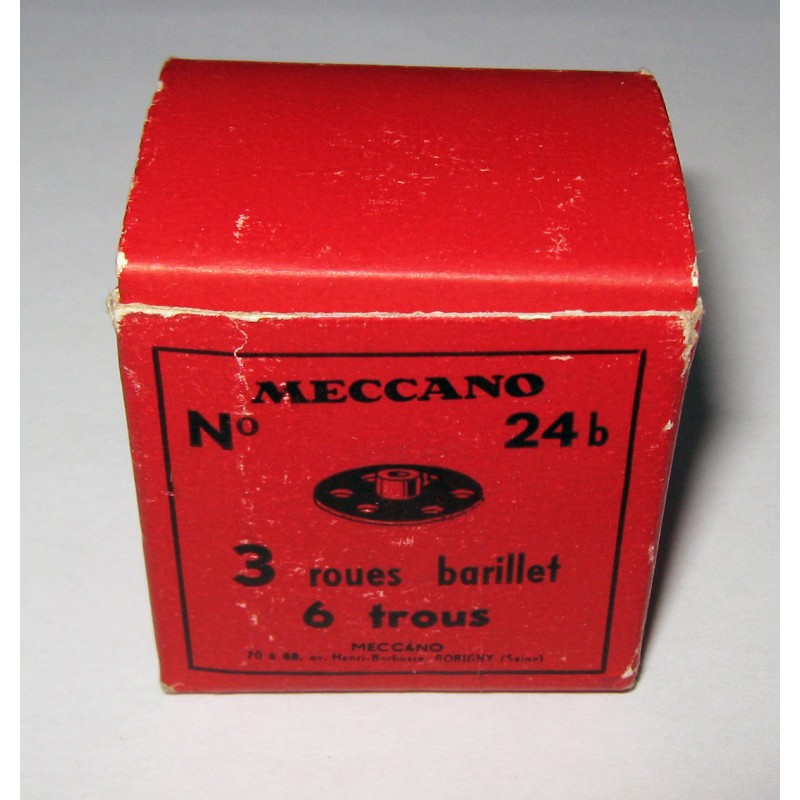 MECCANO
Nº 24b
3 roues barillet
6 trous
MECCANO
70 à 88, av. Henri-Barbusse, BOBIGNY (Seine)